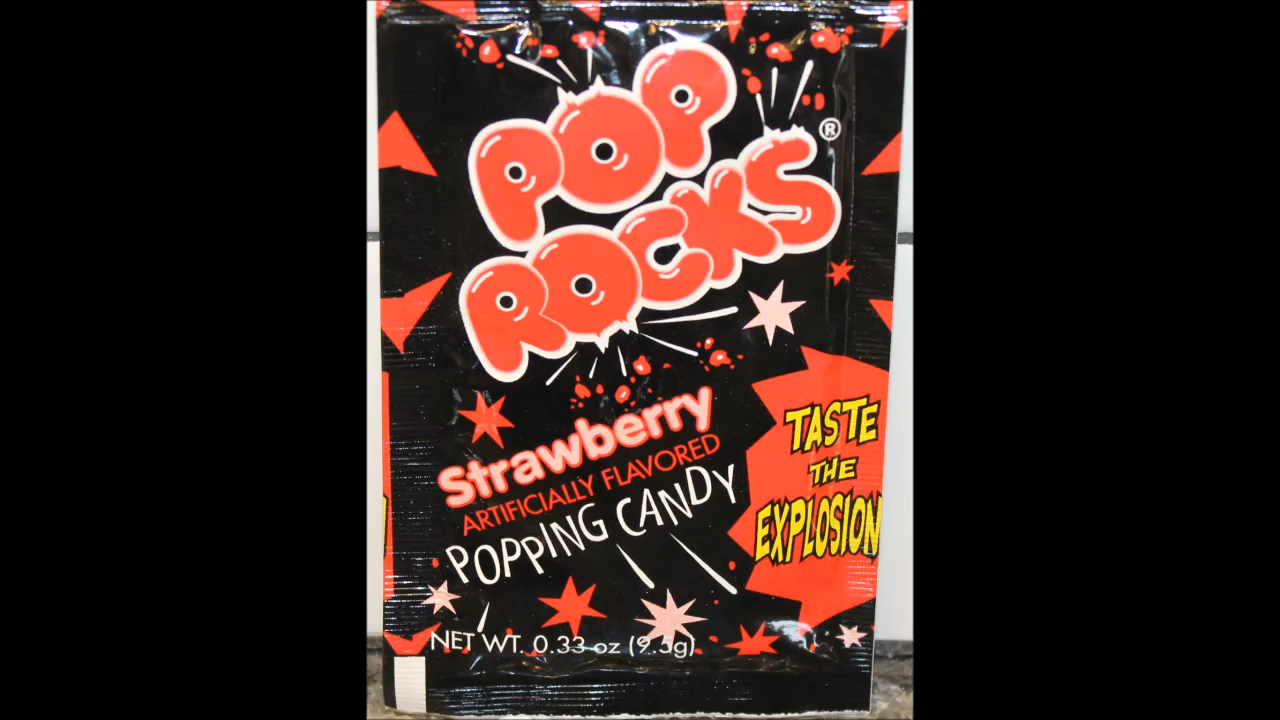 POP
ROCKS®
Strawberry
ARTIFICIALLY FLAVORED
POPPING CANDY
TASTE
THE
EXPLOSION
NET WT. 0.33 oz (9.5g)